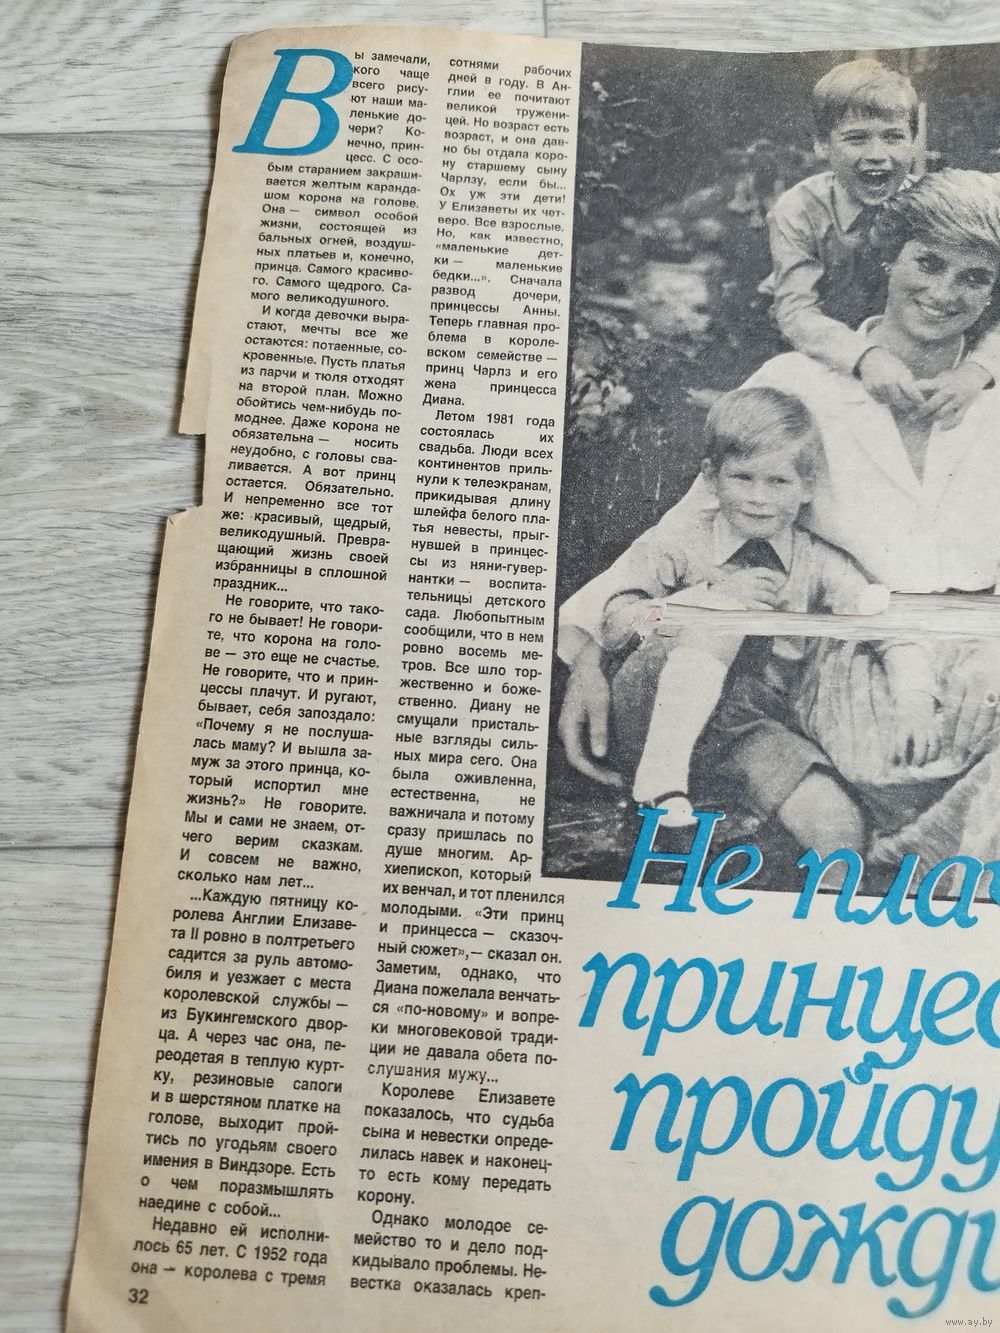 Вы замечали,
кого чаще
всего рису-
ют наши ма-
ленькие до-
чери? Ко-
нечно, прин-
цесс. С осо-
бым старанием закраши-
вается желтым каранда-
шом корона на голове.
Она — символ особой
жизни, состоящей из
бальных огней, воздуш-
ных платьев и, конечно,
принца. Самого красиво-
го. Самого щедрого. Са-
мого великодушного.
И когда девочки выра-
стают, мечты все же
остаются: потаенные, со-
кровенные. Пусть платья
из парчи и тюля отходят
на второй план. Можно
обойтись чем-нибудь по-
моднее. Даже корона не
обязательна — носить
неудобно, с головы сва-
ливается. А вот принц
остается. Обязательно.
И непременно все тот
же: красивый, щедрый,
великодушный. Превра-
щающий жизнь своей
избранницы в сплошной
праздник...
Не говорите, что тако-
го не бывает! Не говори-
те, что корона на голо-
ве — это еще не счастье.
Не говорите, что и прин-
цессы плачут. И ругают,
бывает, себя запоздало:
«Почему я не послуша-
лась маму? И вышла за-
муж за этого принца, ко-
торый испортил мне
жизнь?» Не говорите.
Мы и сами не знаем, от-
чего верим сказкам.
И совсем не важно,
сколько нам лет...
...Каждую пятницу ко-
ролева Англии Елизаве-
та II ровно в полтретьего
садится за руль автомо-
биля и уезжает с места
королевской службы —
из Букингемского двор-
ца. А через час она, пе-
реодетая в теплую курт-
ку, резиновые сапоги
и в шерстяном платке на
голове, выходит прой-
тись по угодьям своего
имения в Виндзоре. Есть
о чем поразмышлять
наедине с собой...
Недавно ей исполни-
лось 65 лет. С 1952 года
она — королева с тремя
сотнями рабочих
дней в году. В Ан-
глии ее почитают
великой тружени-
цей. Но возраст есть
возраст, и она дав-
но бы отдала коро-
ну старшему сыну
Чарлзу, если бы...
Ох уж эти дети!
У Елизаветы их чет-
веро. Все взрослые.
Но, как известно,
«маленькие дет-
ки — маленькие
бедки...». Сначала
развод дочери,
принцессы Анны.
Теперь главная про-
блема в короле-
вском семействе —
принц Чарлз и его
жена принцесса
Диана.
Летом 1981 года
состоялась их
свадьба. Люди всех
континентов приль-
нули к телеэкранам,
прикидывая длину
шлейфа белого пла-
тья невесты, прыг-
нувшей в принцес-
сы из няни-гувер-
нантки — воспита-
тельницы детского
сада. Любопытным
сообщили, что в нем
ровно восемь ме-
тров. Все шло тор-
жественно и боже-
ственно. Диану не
смущали присталь-
ные взгляды силь-
ных мира сего. Она
была оживленна,
естественна, не
важничала и потому
сразу пришлась по
душе многим. Ар-
хиепископ, который
их венчал, и тот пленился
молодыми. «Эти принц
и принцесса — сказоч-
ный сюжет», — сказал он.
Заметим, однако, что
Диана пожелала венчать-
ся «по-новому» и вопре-
ки многовековой тради-
ции не давала обета по-
слушания мужу...
Королеве Елизавете
показалось, что судьба
сына и невестки опреде-
лилась навек и наконец-
то есть кому передать
корону.
Однако молодое се-
мейство то и дело под-
кидывало проблемы. Не-
вестка оказалась креп-
Не плач
принцес
пройду
дожди
32
www.ay.by